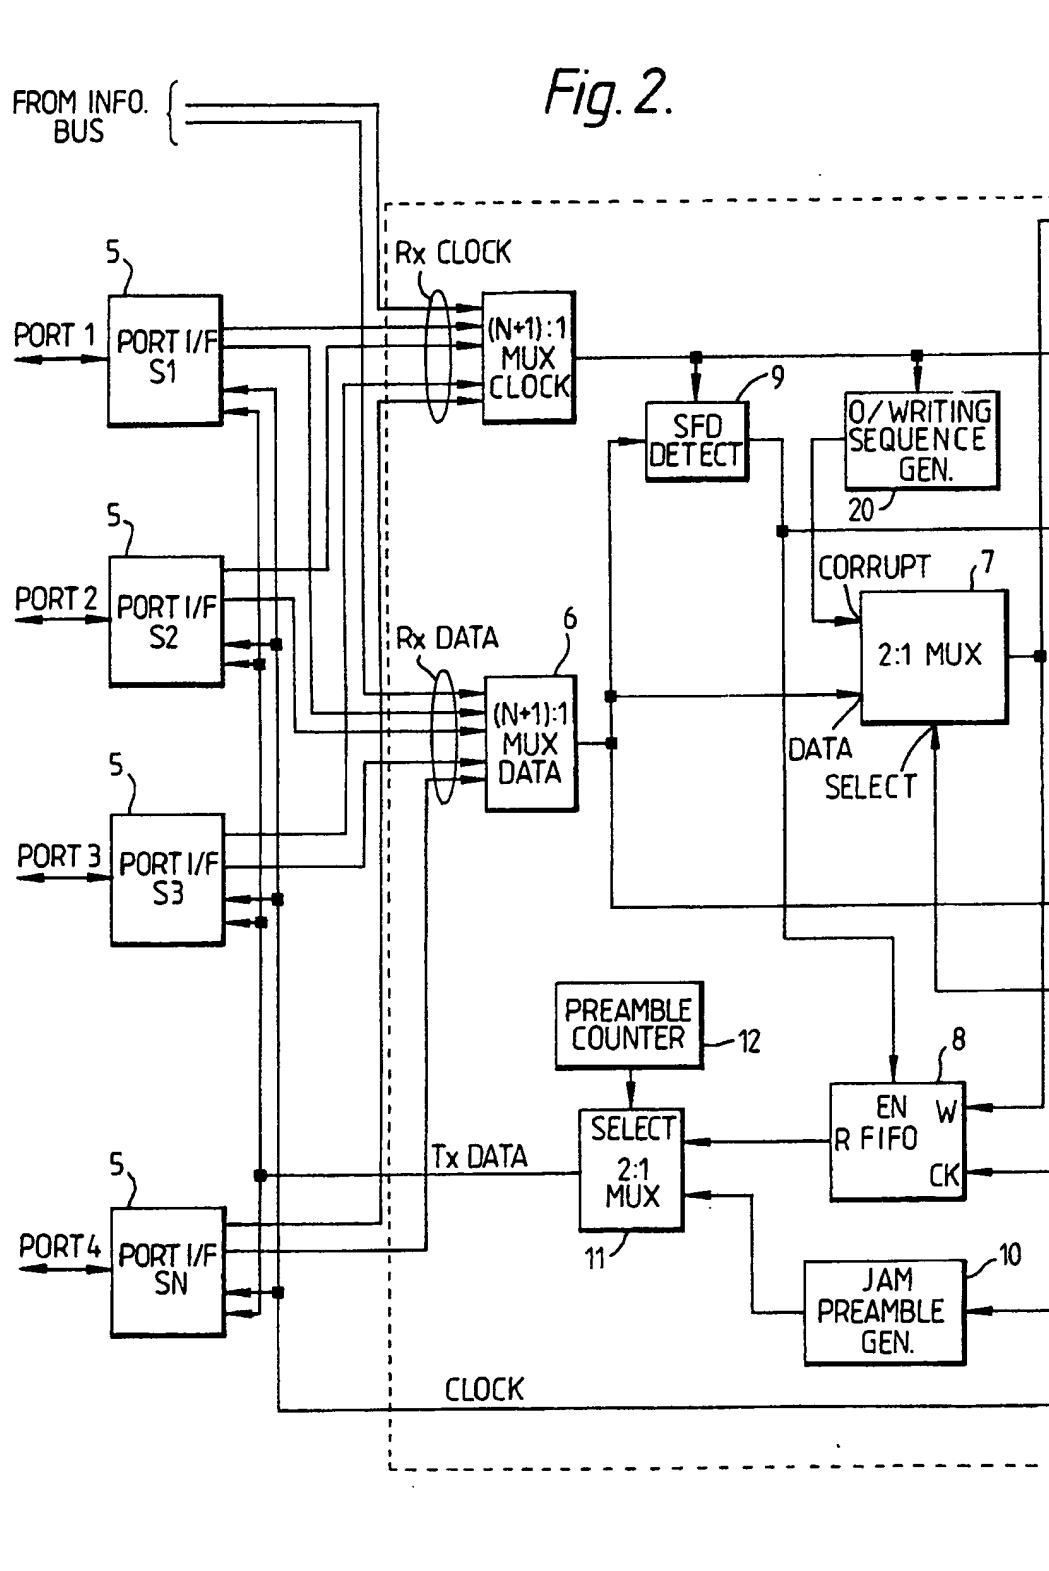 Fig. 2.
FROM INFO.
BUS
5
PORT 1
PORT I/F
S1
Rx CLOCK
(N+1):1
MUX
CLOCK
9
SFD
DETECT
O/WRITING
SEQUENCE
GEN.
20
5
PORT 2
PORT I/F
S2
CORRUPT
7
2:1 MUX
DATA
SELECT
Rx DATA
6
(N+1):1
MUX
DATA
5
PORT 3
PORT I/F
S3
PREAMBLE
COUNTER
12
8
EN
W
R FIFO
CK
SELECT
2:1
MUX
11
Tx DATA
5
PORT4
PORT I/F
SN
10
JAM
PREAMBLE
GEN.
CLOCK